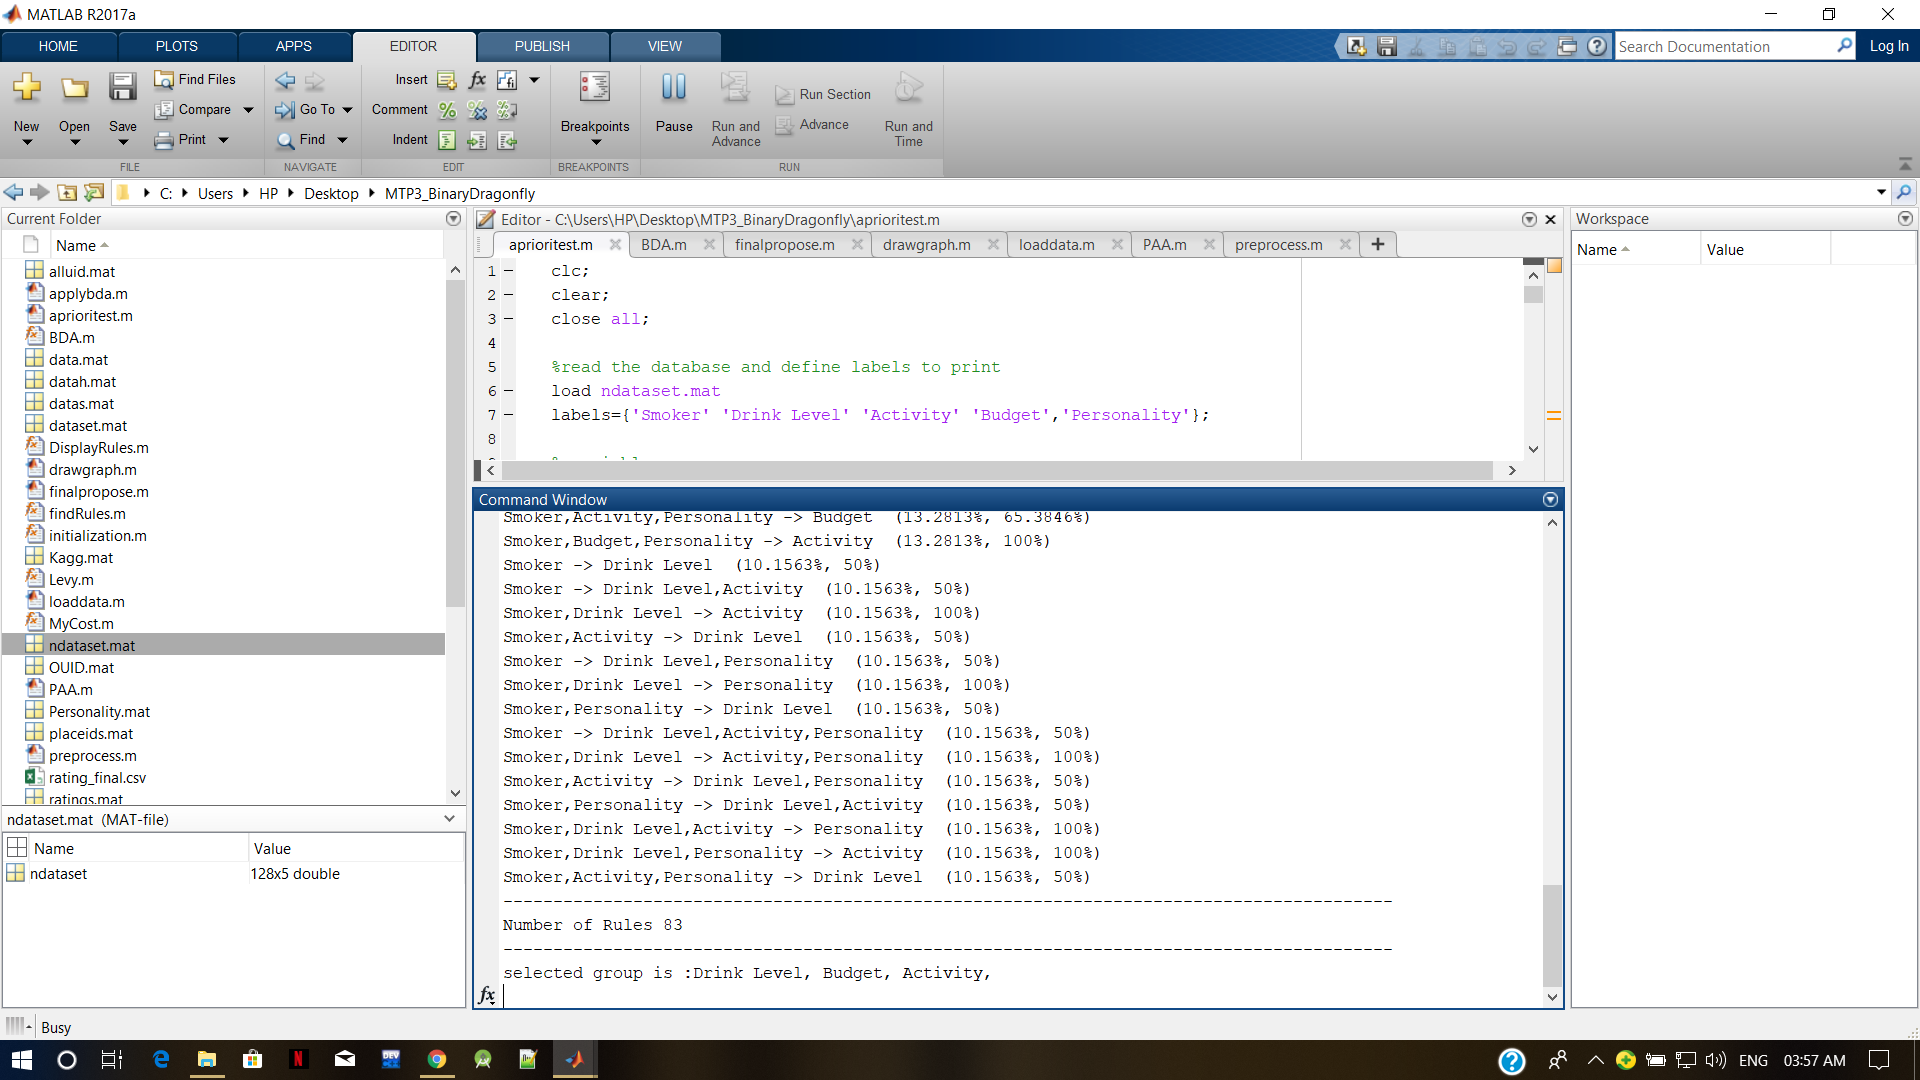 MATLAB R2017a
HOME PLOTS APPS EDITOR PUBLISH VIEW
Search Documentation Log In
New Open Save
Find Files
Compare
Print
FILE
Go To
Find
NAVIGATE
Insert
Comment
Indent
EDIT
Breakpoints
BREAKPOINTS
Pause
Run and Advance
Run Section
Advance
Run and Time
RUN
C: Users HP Desktop MTP3_BinaryDragonfly
Current Folder
Name
alluid.mat
applybda.m
aprioritest.m
BDA.m
data.mat
datah.mat
datas.mat
dataset.mat
DisplayRules.m
drawgraph.m
finalpropose.m
findRules.m
initialization.m
Kagg.mat
Levy.m
loaddata.m
MyCost.m
ndataset.mat
OUID.mat
PAA.m
Personality.mat
placeids.mat
preprocess.m
rating_final.csv
ratings.mat
ndataset.mat (MAT-file)
Name Value
ndataset 128x5 double
Editor - C:\Users\HP\Desktop\MTP3_BinaryDragonfly\aprioritest.m
aprioritest.m BDA.m finalpropose.m drawgraph.m loaddata.m PAA.m preprocess.m
1 clc;
2 clear;
3 close all;
4
5 %read the database and define labels to print
6 load ndataset.mat
7 labels={'Smoker' 'Drink Level' 'Activity' 'Budget','Personality'};
8
Command Window
Smoker,Activity,Personality -> Budget (13.2813%, 65.3846%)
Smoker,Budget,Personality -> Activity (13.2813%, 100%)
Smoker -> Drink Level (10.1563%, 50%)
Smoker -> Drink Level,Activity (10.1563%, 50%)
Smoker,Drink Level -> Activity (10.1563%, 100%)
Smoker,Activity -> Drink Level (10.1563%, 50%)
Smoker -> Drink Level,Personality (10.1563%, 50%)
Smoker,Drink Level -> Personality (10.1563%, 100%)
Smoker,Personality -> Drink Level (10.1563%, 50%)
Smoker -> Drink Level,Activity,Personality (10.1563%, 50%)
Smoker,Drink Level -> Activity,Personality (10.1563%, 100%)
Smoker,Activity -> Drink Level,Personality (10.1563%, 50%)
Smoker,Personality -> Drink Level,Activity (10.1563%, 50%)
Smoker,Drink Level,Activity -> Personality (10.1563%, 100%)
Smoker,Drink Level,Personality -> Activity (10.1563%, 100%)
Smoker,Activity,Personality -> Drink Level (10.1563%, 50%)
-----------------------------------------------------------------------------------------
Number of Rules 83
-----------------------------------------------------------------------------------------
selected group is :Drink Level, Budget, Activity,
fx
Workspace
Name Value
Busy
ENG 03:57 AM